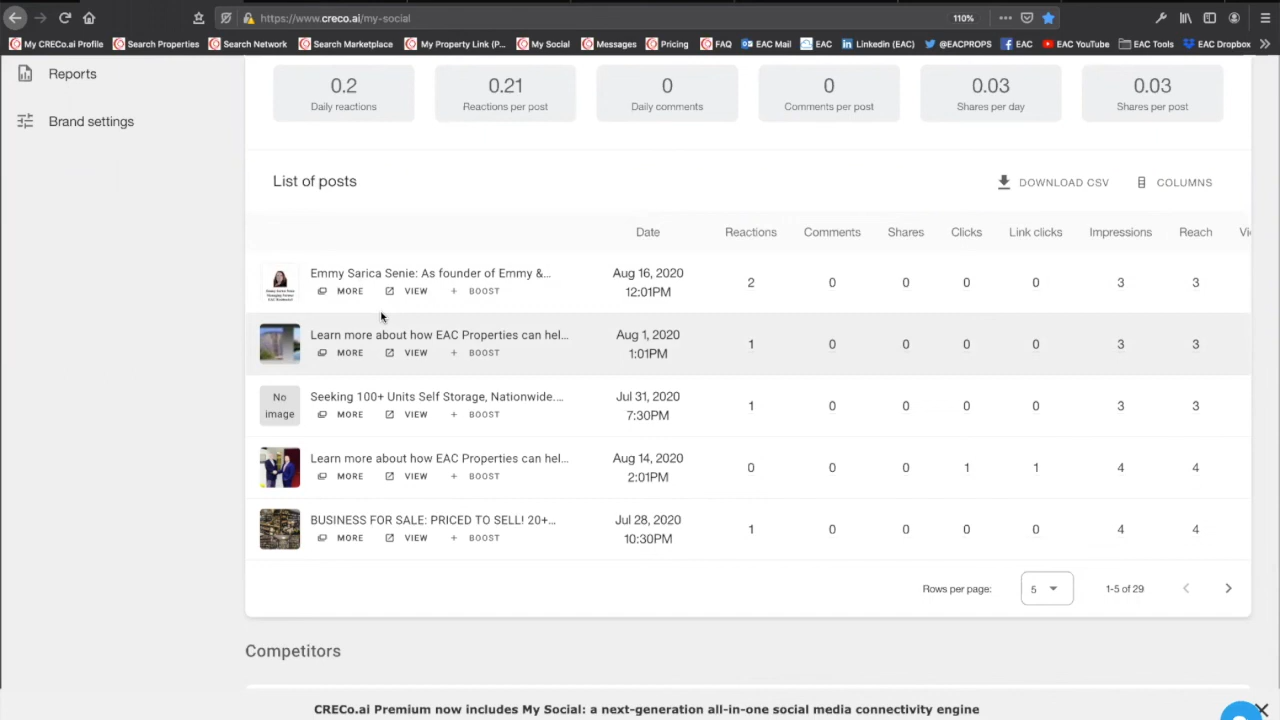 https://www.creco.ai/my-social
110%
My CRECo.ai Profile
Search Properties
Search Network
Search Marketplace
My Property Link (P...
My Social
Messages
Pricing
FAQ
EAC Mail
EAC
Linkedin (EAC)
@EACPROPS
EAC
EAC YouTube
EAC Tools
EAC Dropbox
Reports
Brand settings
0.2
Daily reactions
0.21
Reactions per post
0
Daily comments
0
Comments per post
0.03
Shares per day
0.03
Shares per post
List of posts
DOWNLOAD CSV
COLUMNS
Date Reactions Comments Shares Clicks Link clicks Impressions Reach Vi
Emmy Sarica Senie: As founder of Emmy &...
MORE VIEW + BOOST
Aug 16, 2020
12:01PM
2 0 0 0 0 3 3
Learn more about how EAC Properties can hel...
MORE VIEW + BOOST
Aug 1, 2020
1:01PM
1 0 0 0 0 3 3
No
image
Seeking 100+ Units Self Storage, Nationwide....
MORE VIEW + BOOST
Jul 31, 2020
7:30PM
1 0 0 0 0 3 3
Learn more about how EAC Properties can hel...
MORE VIEW + BOOST
Aug 14, 2020
2:01PM
0 0 0 1 1 4 4
BUSINESS FOR SALE: PRICED TO SELL! 20+...
MORE VIEW + BOOST
Jul 28, 2020
10:30PM
1 0 0 0 0 4 4
Rows per page:
5
1-5 of 29
Competitors
CRECo.ai Premium now includes My Social: a next-generation all-in-one social media connectivity engine